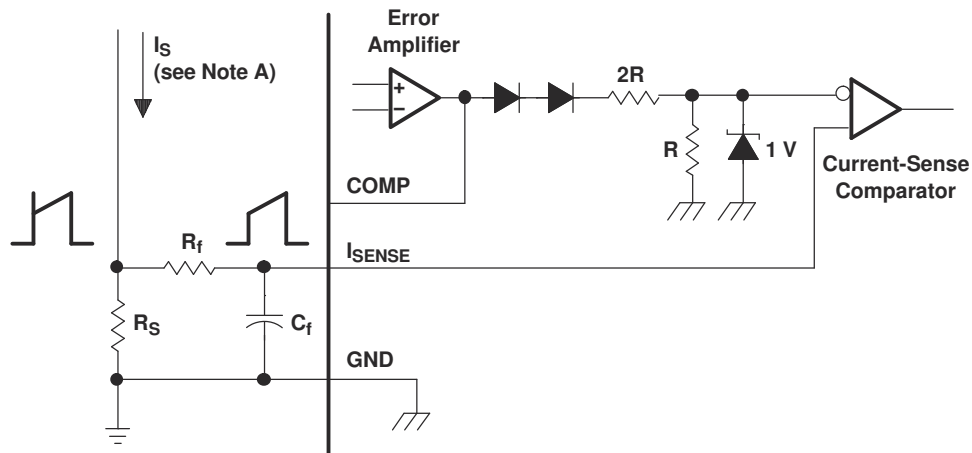 Error
Amplifier
I_S
(see Note A)
+
−
2R
R
1 V
Current-Sense
Comparator
COMP
R_f
I_SENSE
R_S
C_f
GND